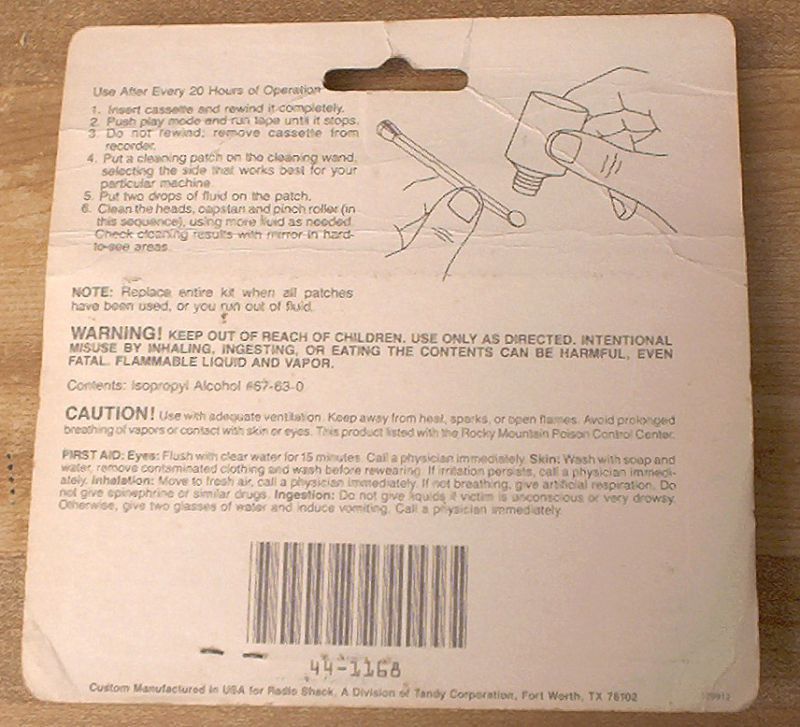 Use After Every 20 Hours of Operation
1. Insert cassette and rewind it completely.
2. Push play mode and run tape until it stops.
3. Do not rewind; remove cassette from
recorder.
4. Put a cleaning patch on the cleaning wand,
selecting the side that works best for your
particular machine.
5. Put two drops of fluid on the patch.
6. Clean the heads, capstan and pinch roller (in
this sequence), using more fluid as needed.
Check cleaning results with mirror in hard-
to-see areas.
NOTE: Replace entire kit when all patches
have been used, or you run out of fluid.
WARNING! KEEP OUT OF REACH OF CHILDREN. USE ONLY AS DIRECTED. INTENTIONAL
MISUSE BY INHALING, INGESTING, OR EATING THE CONTENTS CAN BE HARMFUL, EVEN
FATAL. FLAMMABLE LIQUID AND VAPOR.
Contents: Isopropyl Alcohol #67-63-0
CAUTION! Use with adequate ventilation. Keep away from heat, sparks, or open flames. Avoid prolonged
breathing of vapors or contact with skin or eyes. This product listed with the Rocky Mountain Poison Control Center.
FIRST AID: Eyes: Flush with clear water for 15 minutes. Call a physician immediately. Skin: Wash with soap and
water, remove contaminated clothing and wash before rewearing. If irritation persists, call a physician immedi-
ately. Inhalation: Move to fresh air, call a physician immediately. If not breathing, give artificial respiration. Do
not give epinephrine or similar drugs. Ingestion: Do not give liquids if victim is unconscious or very drowsy.
Otherwise, give two glasses of water and induce vomiting. Call a physician immediately.
44-1168
Custom Manufactured in USA for Radio Shack, A Division of Tandy Corporation, Fort Worth, TX 76102